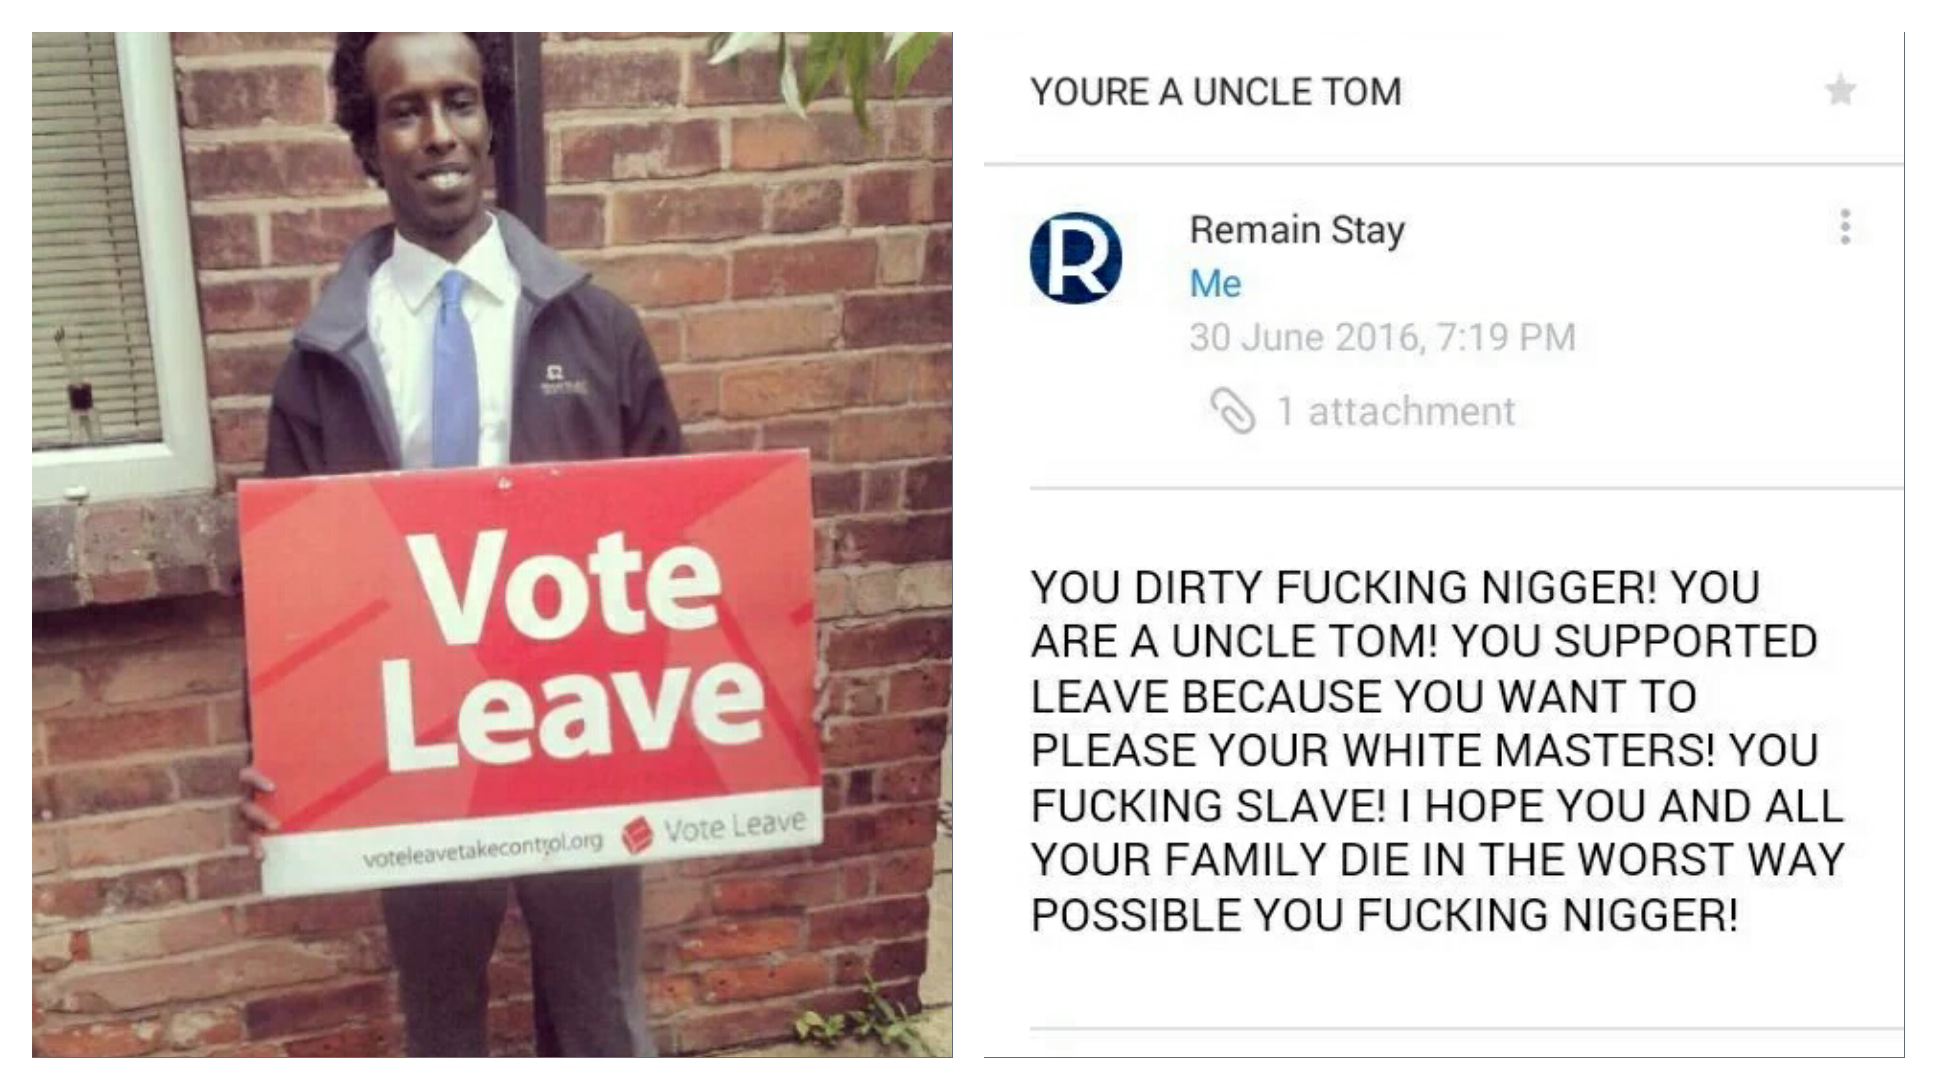 Vote
Leave
voteleavetakecontrol.org Vote Leave
YOURE A UNCLE TOM
R
Remain Stay
Me
30 June 2016, 7:19 PM
1 attachment
YOU DIRTY FUCKING NIGGER! YOU
ARE A UNCLE TOM! YOU SUPPORTED
LEAVE BECAUSE YOU WANT TO
PLEASE YOUR WHITE MASTERS! YOU
FUCKING SLAVE! I HOPE YOU AND ALL
YOUR FAMILY DIE IN THE WORST WAY
POSSIBLE YOU FUCKING NIGGER!